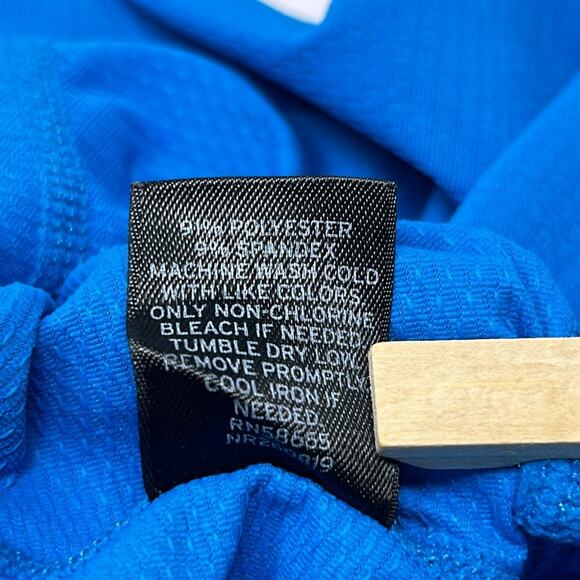 91% POLYESTER
9% SPANDEX
MACHINE WASH COLD
WITH LIKE COLORS.
ONLY NON-CHLORINE
BLEACH IF NEEDED.
TUMBLE DRY LOW
REMOVE PROMPTLY
COOL IRON IF
NEEDED.